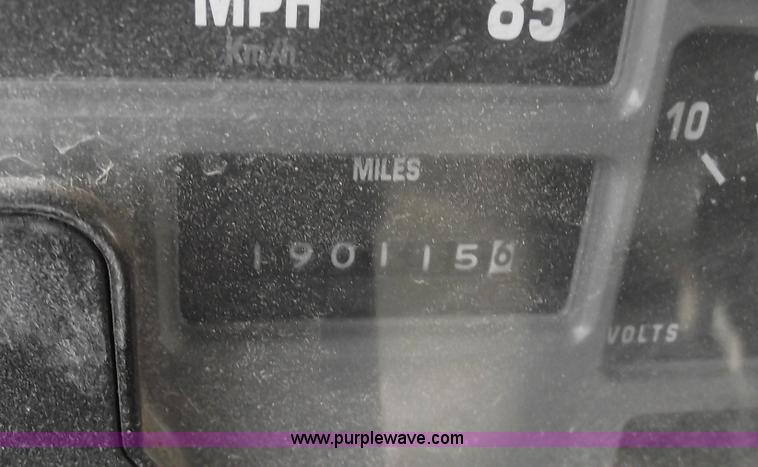 MPH
85
Km/h
10
MILES
1901156
VOLTS
www.purplewave.com